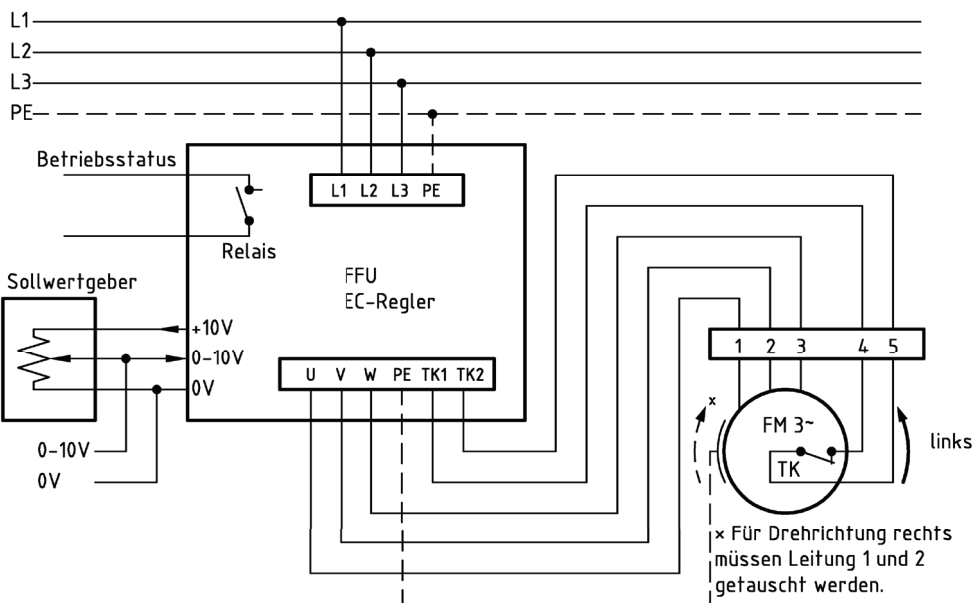 L1
L2
L3
PE
Betriebsstatus
L1 L2 L3 PE
Relais
Sollwertgeber
FFU
EC-Regler
+10V
0-10V
0V
U V W PE TK1 TK2
1 2 3 4 5
x
FM 3~
TK
links
0-10V
0V
× Für Drehrichtung rechts
müssen Leitung 1 und 2
getauscht werden.